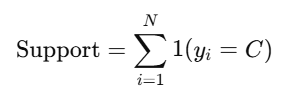 Support = \sum_{i=1}^{N} 1(y_i = C)